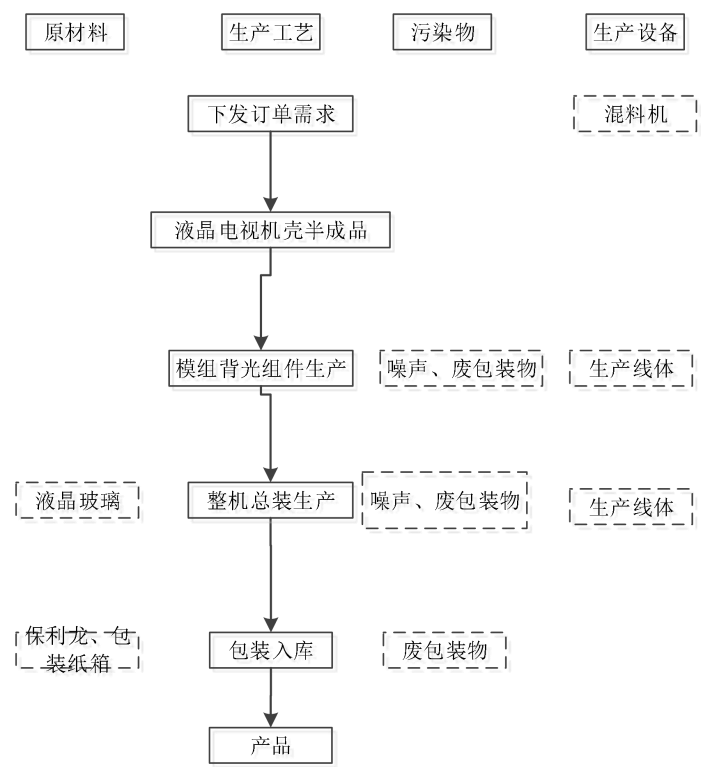 原材料
生产工艺
污染物
生产设备
下发订单需求
混料机
液晶电视机壳半成品
模组背光组件生产
噪声、废包装物
生产线体
液晶玻璃
整机总装生产
噪声、废包装物
生产线体
保利龙、包
装纸箱
包装入库
废包装物
产品